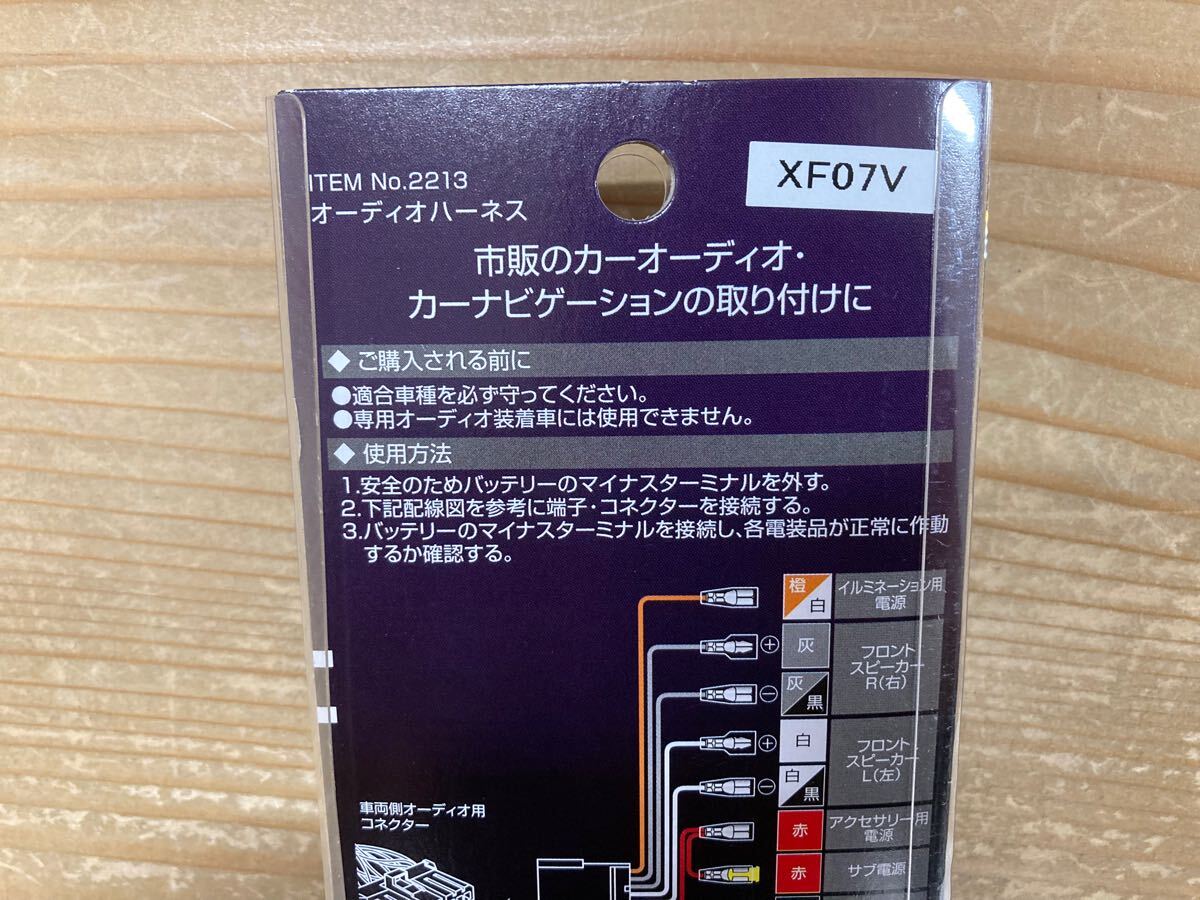 XF07V
ITEM No.2213
オーディオハーネス
市販のカーオーディオ・
カーナビゲーションの取り付けに
◆ ご購入される前に
●適合車種を必ず守ってください。
●専用オーディオ装着車には使用できません。
◆ 使用方法
1.安全のためバッテリーのマイナスターミナルを外す。
2.下記配線図を参考に端子・コネクターを接続する。
3.バッテリーのマイナスターミナルを接続し、各電装品が正常に作動
するか確認する。
橙
白
イルミネーション用
電源
⊕
灰
⊖
灰
黒
フロント
スピーカー
R(右)
⊕
白
⊖
白
黒
フロント
スピーカー
L(左)
車両側オーディオ用
コネクター
赤
アクセサリー用
電源
赤
サブ電源